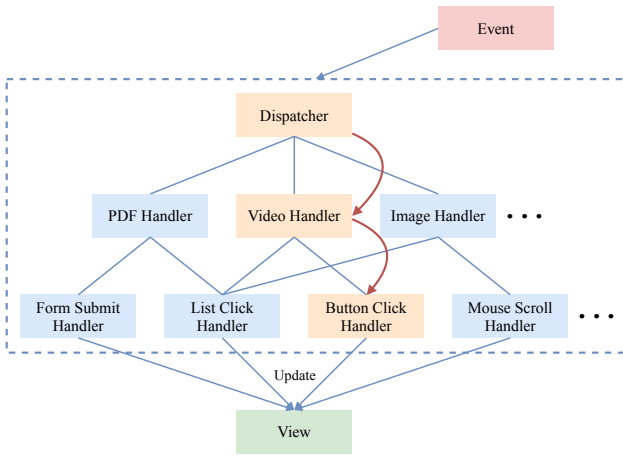 Event
Dispatcher
PDF Handler
Video Handler
Image Handler
• • •
Form Submit
Handler
List Click
Handler
Button Click
Handler
Mouse Scroll
Handler
• • •
Update
View